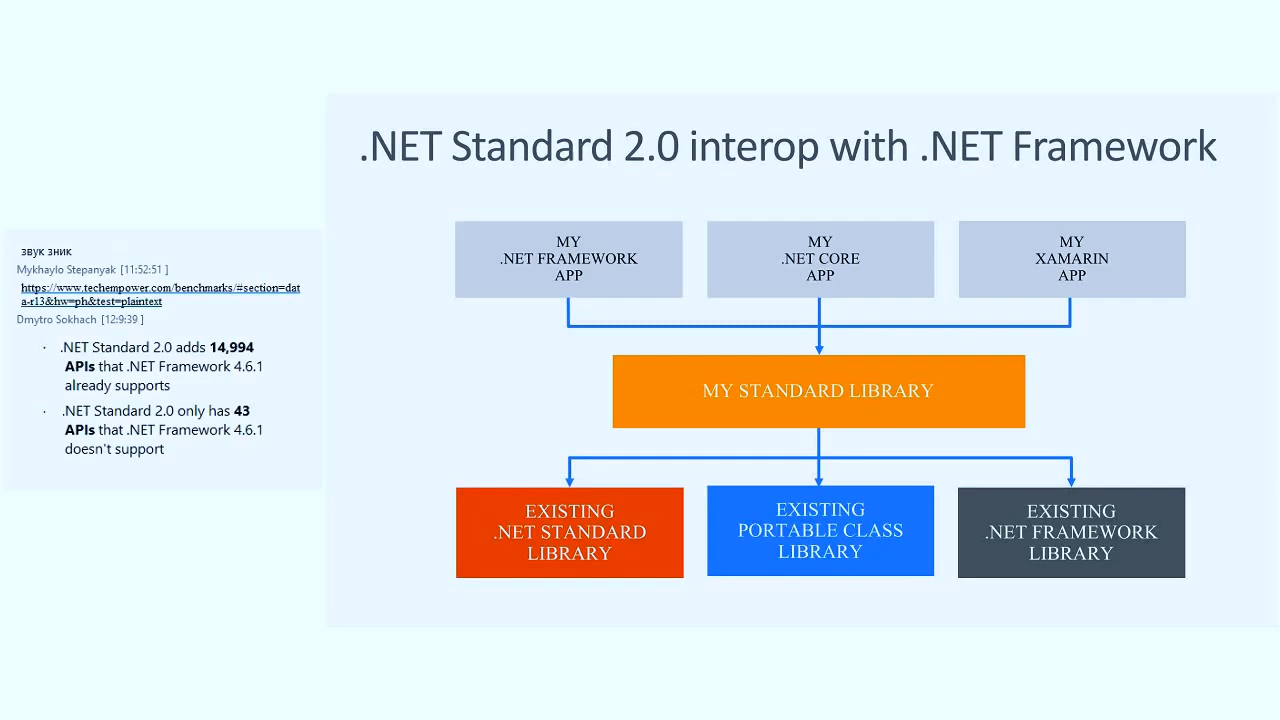 .NET Standard 2.0 interop with .NET Framework
звук зник
Mykhaylo Stepanyak [11:52:51 ]
https://www.techempower.com/benchmarks/#section=dat
a-r13&hw=ph&test=plaintext
Dmytro Sokhach [12:9:39 ]
· .NET Standard 2.0 adds 14,994
APIs that .NET Framework 4.6.1
already supports
· .NET Standard 2.0 only has 43
APIs that .NET Framework 4.6.1
doesn't support
MY
.NET FRAMEWORK
APP
MY
.NET CORE
APP
MY
XAMARIN
APP
MY STANDARD LIBRARY
EXISTING
.NET STANDARD
LIBRARY
EXISTING
PORTABLE CLASS
LIBRARY
EXISTING
.NET FRAMEWORK
LIBRARY